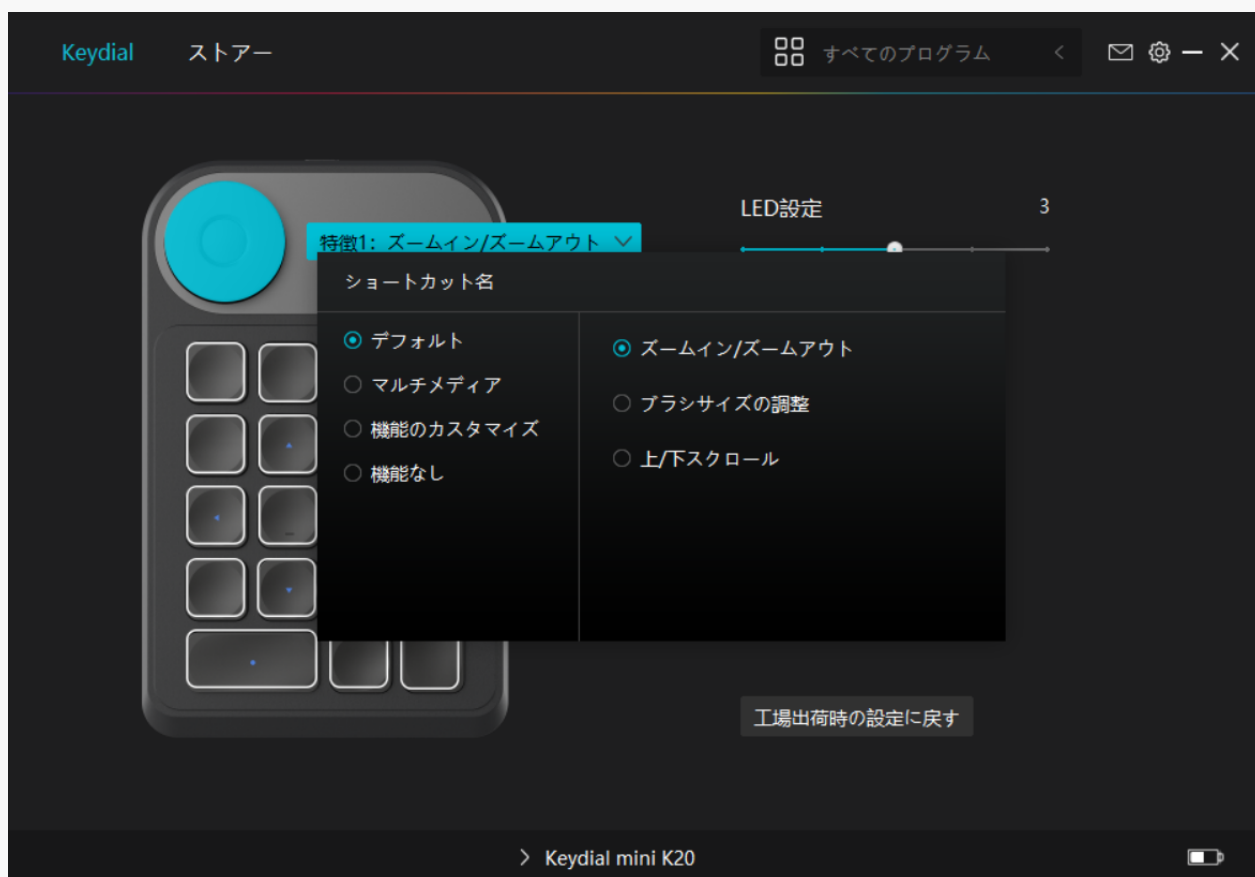 Keydial ストアー すべてのプログラム
LED設定 3
特徴1: ズームイン/ズームアウト
ショートカット名
デフォルト
マルチメディア
機能のカスタマイズ
機能なし
ズームイン/ズームアウト
ブラシサイズの調整
上/下スクロール
工場出荷時の設定に戻す
Keydial mini K20